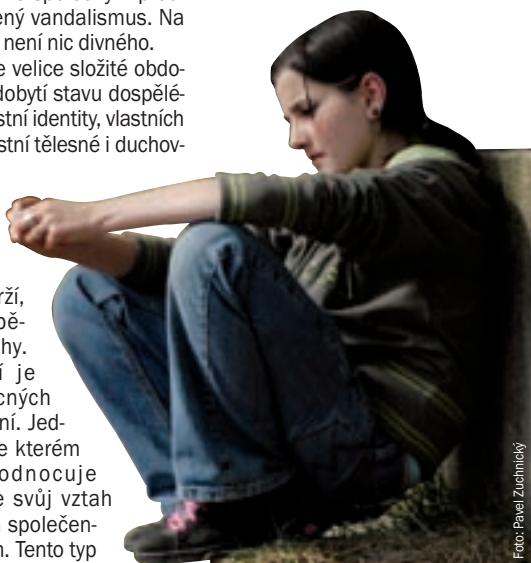 ený vandalismus. Na
není nic divného.
e velice složité obdo-
dobytí stavu dospělé-
stní identity, vlastních
stní tělesné i duchov-
rží,
pě-
hy.
í je
cných
ní. Jed-
e kterém
odnocuje
e svůj vztah
společen-
n. Tento typ
Foto: Pavel Zuchnický